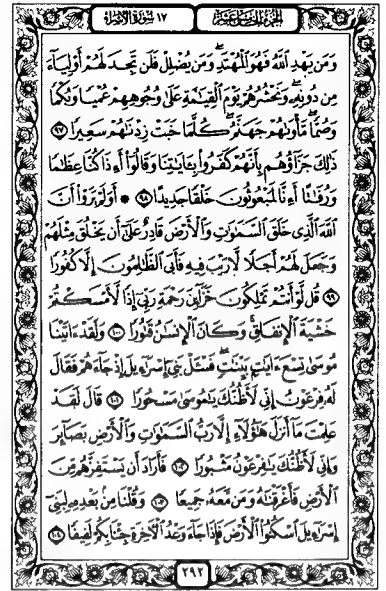 الجزء الخامس عشر
١٧ سورة الإسراء
وَمَن يَهْدِ ٱللَّهُ فَهُوَ ٱلْمُهْتَدِۖ وَمَن يُضْلِلْ فَلَن تَجِدَ لَهُمْ أَوْلِيَآءَ
مِن دُونِهِۦۖ وَنَحْشُرُهُمْ يَوْمَ ٱلْقِيَٰمَةِ عَلَىٰ وُجُوهِهِمْ عُمْيًا وَبُكْمًا
وَصُمًّاۖ مَّأْوَىٰهُمْ جَهَنَّمُۖ كُلَّمَا خَبَتْ زِدْنَٰهُمْ سَعِيرًا ٩٧
ذَٰلِكَ جَزَآؤُهُم بِأَنَّهُمْ كَفَرُوا۟ بِـَٔايَٰتِنَا وَقَالُوٓا۟ أَءِذَا كُنَّا عِظَٰمًا
وَرُفَٰتًا أَءِنَّا لَمَبْعُوثُونَ خَلْقًا جَدِيدًا ٩٨ ۞ أَوَلَمْ يَرَوْا۟ أَنَّ
ٱللَّهَ ٱلَّذِى خَلَقَ ٱلسَّمَٰوَٰتِ وَٱلْأَرْضَ قَادِرٌ عَلَىٰٓ أَن يَخْلُقَ مِثْلَهُمْ
وَجَعَلَ لَهُمْ أَجَلًا لَّا رَيْبَ فِيهِ فَأَبَى ٱلظَّٰلِمُونَ إِلَّا كُفُورًا
٩٩ قُل لَّوْ أَنتُمْ تَمْلِكُونَ خَزَآئِنَ رَحْمَةِ رَبِّىٓ إِذًا لَّأَمْسَكْتُمْ
خَشْيَةَ ٱلْإِنفَاقِۚ وَكَانَ ٱلْإِنسَٰنُ قَتُورًا ١٠٠ وَلَقَدْ ءَاتَيْنَا
مُوسَىٰ تِسْعَ ءَايَٰتٍۭ بَيِّنَٰتٍۖ فَسْـَٔلْ بَنِىٓ إِسْرَٰٓءِيلَ إِذْ جَآءَهُمْ فَقَالَ
لَهُۥ فِرْعَوْنُ إِنِّى لَأَظُنُّكَ يَٰمُوسَىٰ مَسْحُورًا ١٠١ قَالَ لَقَدْ
عَلِمْتَ مَآ أَنزَلَ هَٰٓؤُلَآءِ إِلَّا رَبُّ ٱلسَّمَٰوَٰتِ وَٱلْأَرْضِ بَصَآئِرَ
وَإِنِّى لَأَظُنُّكَ يَٰفِرْعَوْنُ مَثْبُورًا ١٠٢ فَأَرَادَ أَن يَسْتَفِزَّهُم مِّنَ
ٱلْأَرْضِ فَأَغْرَقْنَٰهُ وَمَن مَّعَهُۥ جَمِيعًا ١٠٣ وَقُلْنَا مِنۢ بَعْدِهِۦ لِبَنِىٓ
إِسْرَٰٓءِيلَ ٱسْكُنُوا۟ ٱلْأَرْضَ فَإِذَا جَآءَ وَعْدُ ٱلْءَاخِرَةِ جِئْنَا بِكُمْ لَفِيفًا ١٠٤
٢٩٢